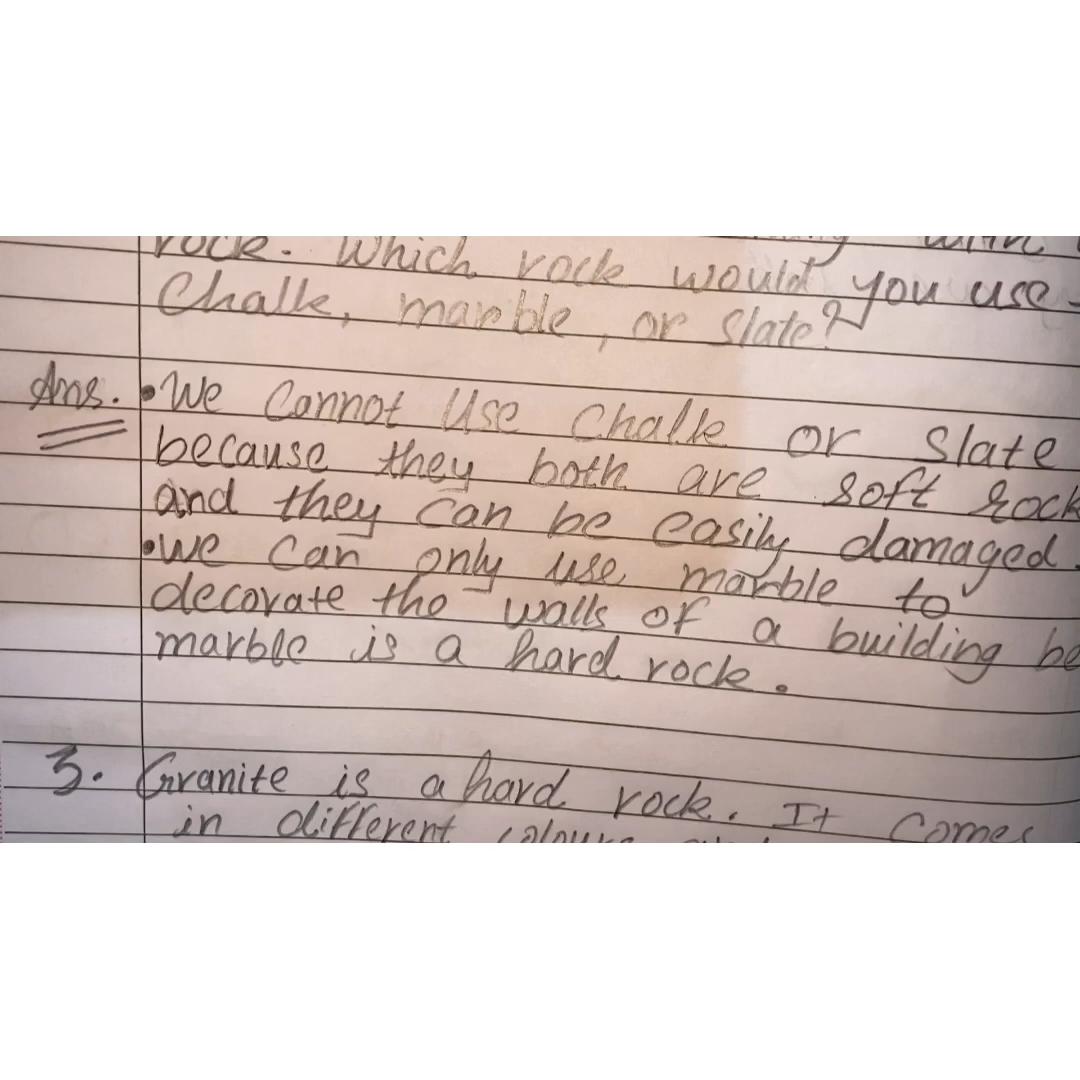 rock. Which rock would you use -
Chalk, marble, or Slate?
Ans. • We Cannot Use Chalk or Slate
because they both are soft rock
and they can be easily damaged.
• we can only use marble to
decorate the walls of a building be
marble is a hard rock.
3. Granite is a hard rock. It comes
in different colours